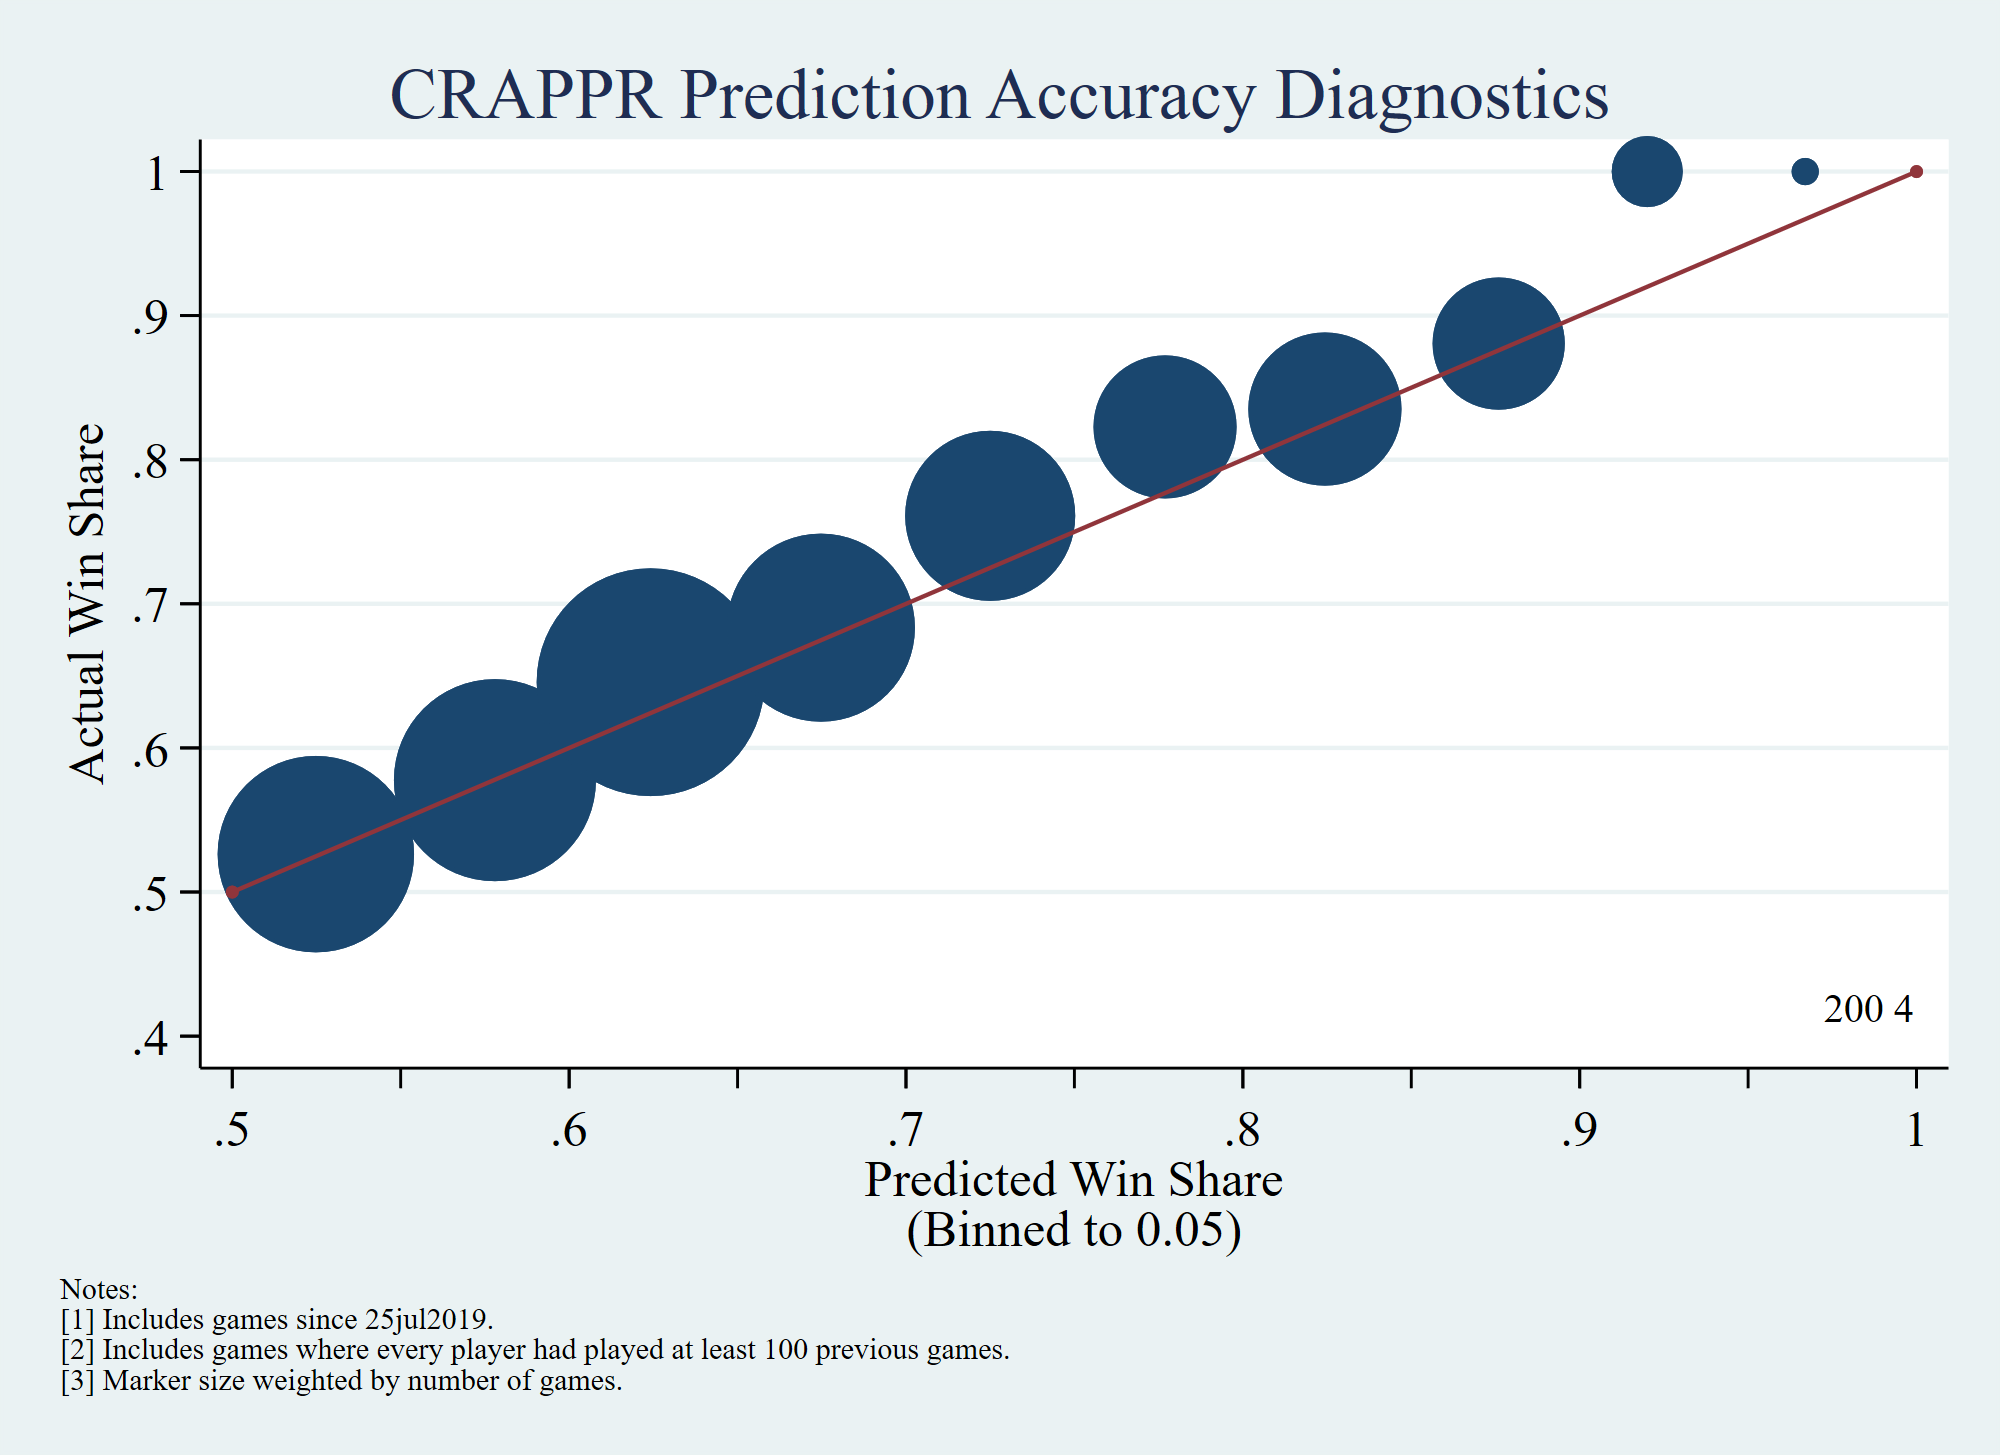 CRAPPR Prediction Accuracy Diagnostics
1
.9
.8
.7
.6
.5
.4
Actual Win Share
200 4
.5 .6 .7 .8 .9 1
Predicted Win Share
(Binned to 0.05)
Notes:
[1] Includes games since 25jul2019.
[2] Includes games where every player had played at least 100 previous games.
[3] Marker size weighted by number of games.